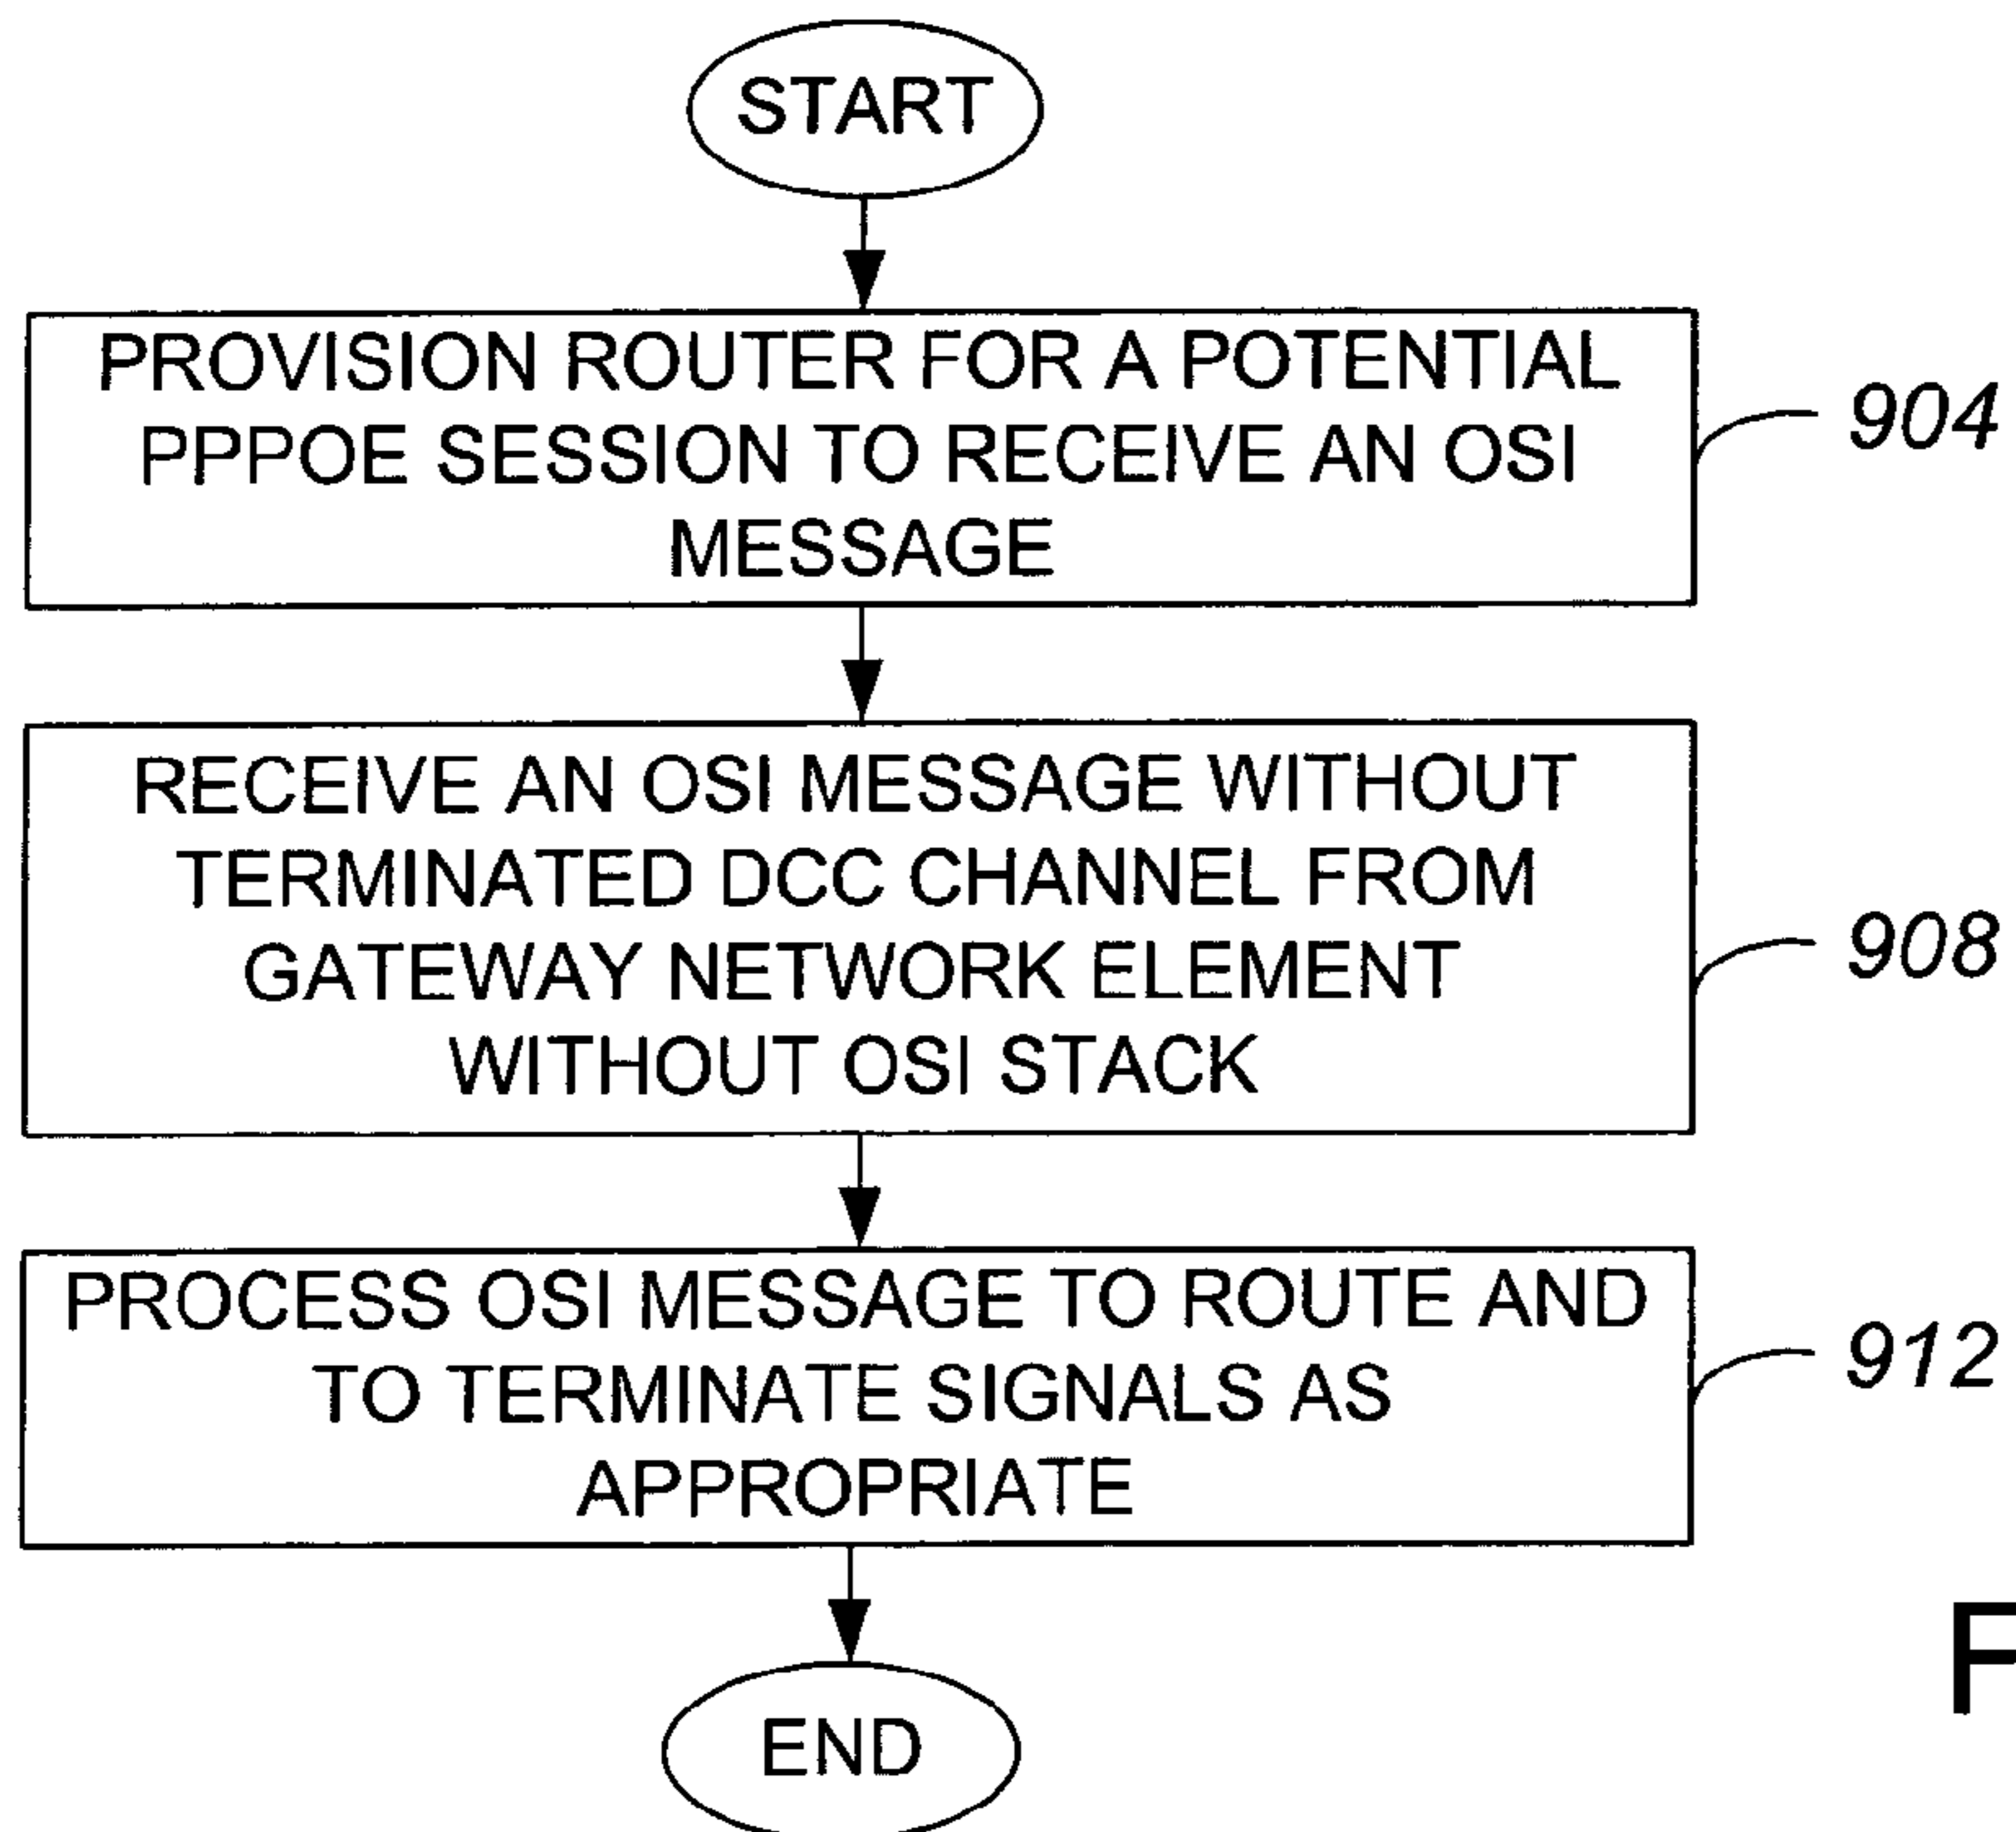 START
PROVISION ROUTER FOR A POTENTIAL
PPPOE SESSION TO RECEIVE AN OSI
MESSAGE
904
RECEIVE AN OSI MESSAGE WITHOUT
TERMINATED DCC CHANNEL FROM
GATEWAY NETWORK ELEMENT
WITHOUT OSI STACK
908
PROCESS OSI MESSAGE TO ROUTE AND
TO TERMINATE SIGNALS AS
APPROPRIATE
912
END